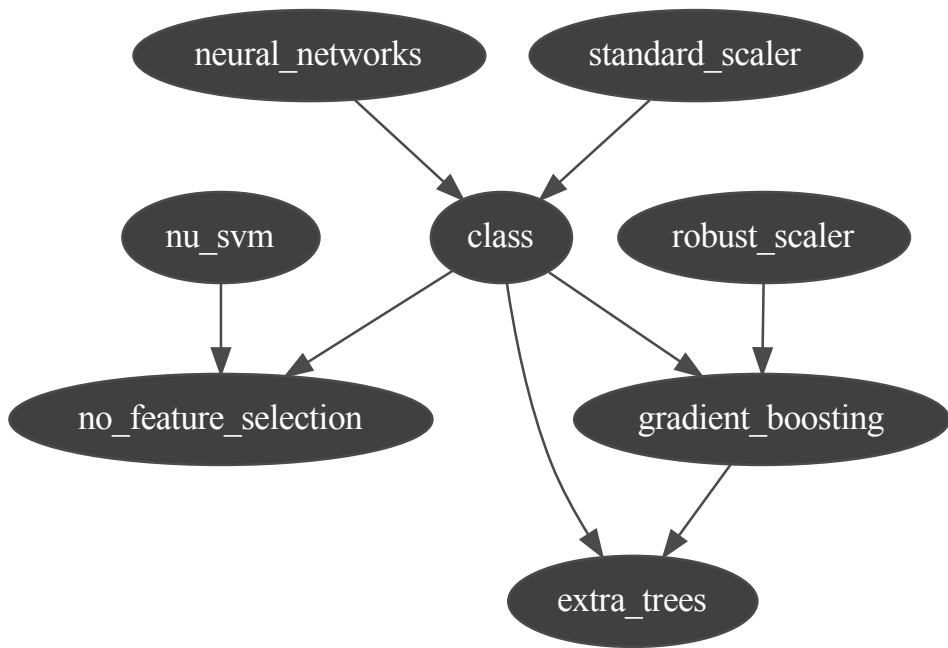 neural_networks
standard_scaler
nu_svm
class
robust_scaler
no_feature_selection
gradient_boosting
extra_trees